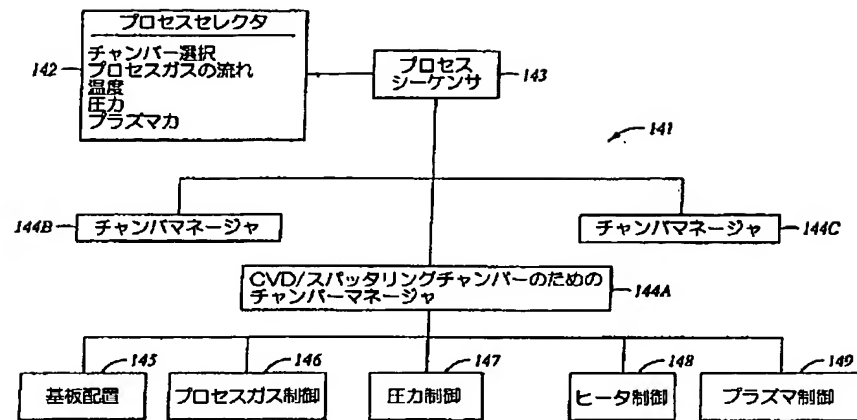 プロセスセレクタ
チャンバー選択
プロセスガスの流れ
温度
圧力
プラズマカ
142
プロセス
シーケンサ
143
141
144B
チャンバマネージャ
チャンバマネージャ
144C
CVD/スパッタリングチャンバーのための
チャンバーマネージャ
144A
145
146
147
148
149
基板配置
プロセスガス制御
圧力制御
ヒータ制御
プラズマ制御